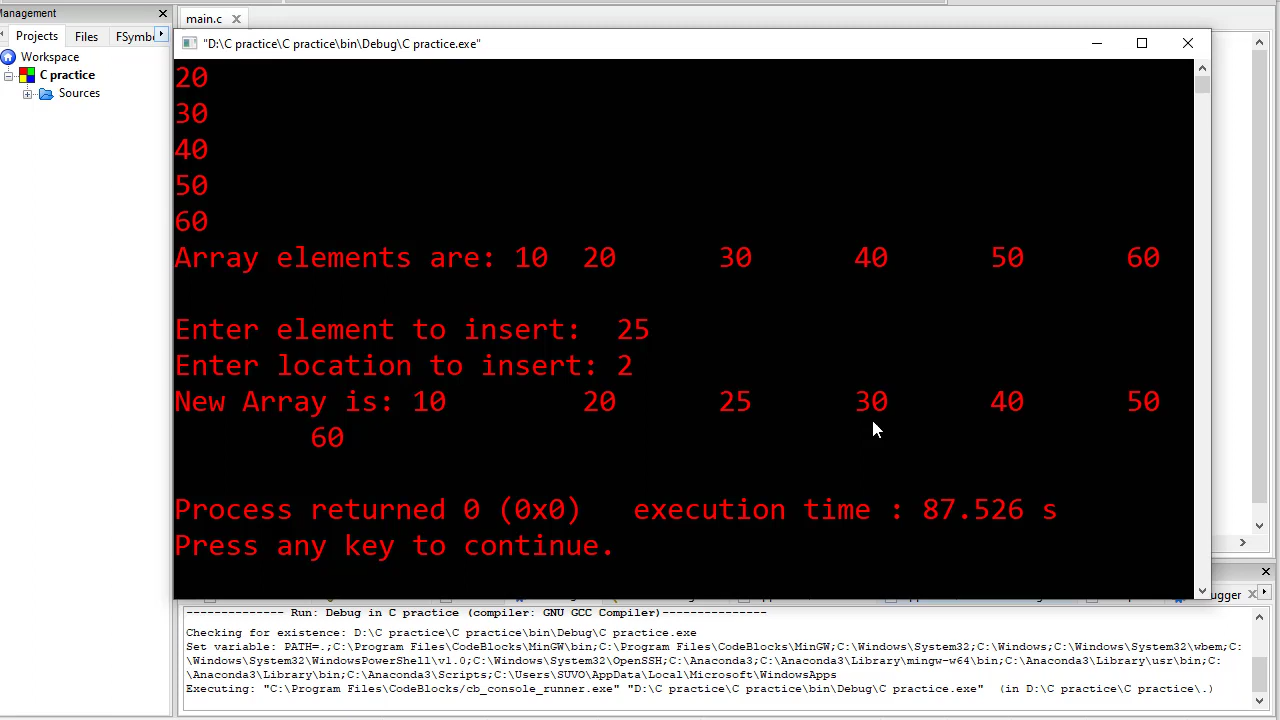 Management
Projects Files FSymbo
Workspace
C practice
Sources
main.c
"D:\C practice\C practice\bin\Debug\C practice.exe"
20
30
40
50
60
Array elements are: 10 20 30 40 50 60
Enter element to insert: 25
Enter location to insert: 2
New Array is: 10 20 25 30 40 50
60
Process returned 0 (0x0) execution time : 87.526 s
Press any key to continue.
ugger
-------------- Run: Debug in C practice (compiler: GNU GCC Compiler)---------------
Checking for existence: D:\C practice\C practice\bin\Debug\C practice.exe
Set variable: PATH=.;C:\Program Files\CodeBlocks\MinGW\bin;C:\Program Files\CodeBlocks\MinGW;C:\Windows\System32;C:\Windows;C:\Windows\System32\wbem;C:
\Windows\System32\WindowsPowerShell\v1.0;C:\Windows\System32\OpenSSH;C:\Anaconda3;C:\Anaconda3\Library\mingw-w64\bin;C:\Anaconda3\Library\usr\bin;C:
\Anaconda3\Library\bin;C:\Anaconda3\Scripts;C:\Users\SUVO\AppData\Local\Microsoft\WindowsApps
Executing: "C:\Program Files\CodeBlocks/cb_console_runner.exe" "D:\C practice\C practice\bin\Debug\C practice.exe" (in D:\C practice\C practice\.)